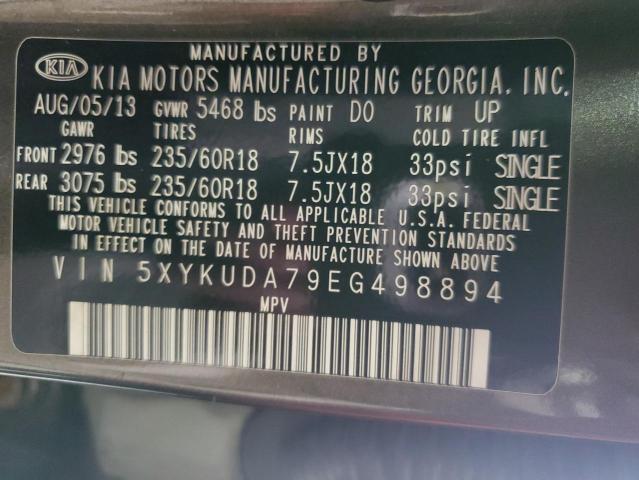 MANUFACTURED BY
KIA KIA MOTORS MANUFACTURING GEORGIA, INC.
AUG/05/13 GVWR 5468 lbs PAINT DO TRIM UP
GAWR TIRES RIMS COLD TIRE INFL
FRONT 2976 lbs 235/60R18 7.5JX18 33psi SINGLE
REAR 3075 lbs 235/60R18 7.5JX18 33psi SINGLE
THIS VEHICLE CONFORMS TO ALL APPLICABLE U.S.A. FEDERAL
MOTOR VEHICLE SAFETY AND THEFT PREVENTION STANDARDS
IN EFFECT ON THE DATE OF MANUFACTURE SHOWN ABOVE
VIN 5XYKUDA79EG498894
MPV